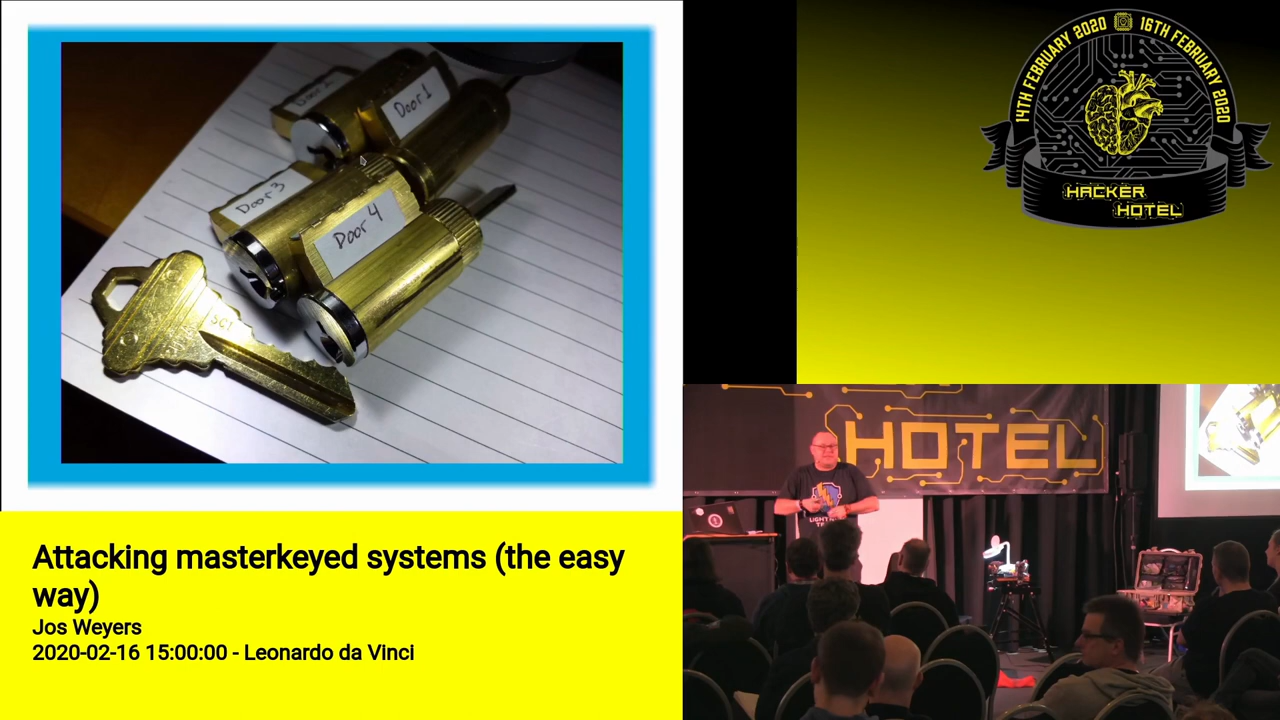 Door 1
Door 3
Door 4
SC1
14TH FEBRUARY 2020
16TH FEBRUARY 2020
HACKER
HOTEL
HOTEL
Attacking masterkeyed systems (the easy
way)
Jos Weyers
2020-02-16 15:00:00 - Leonardo da Vinci